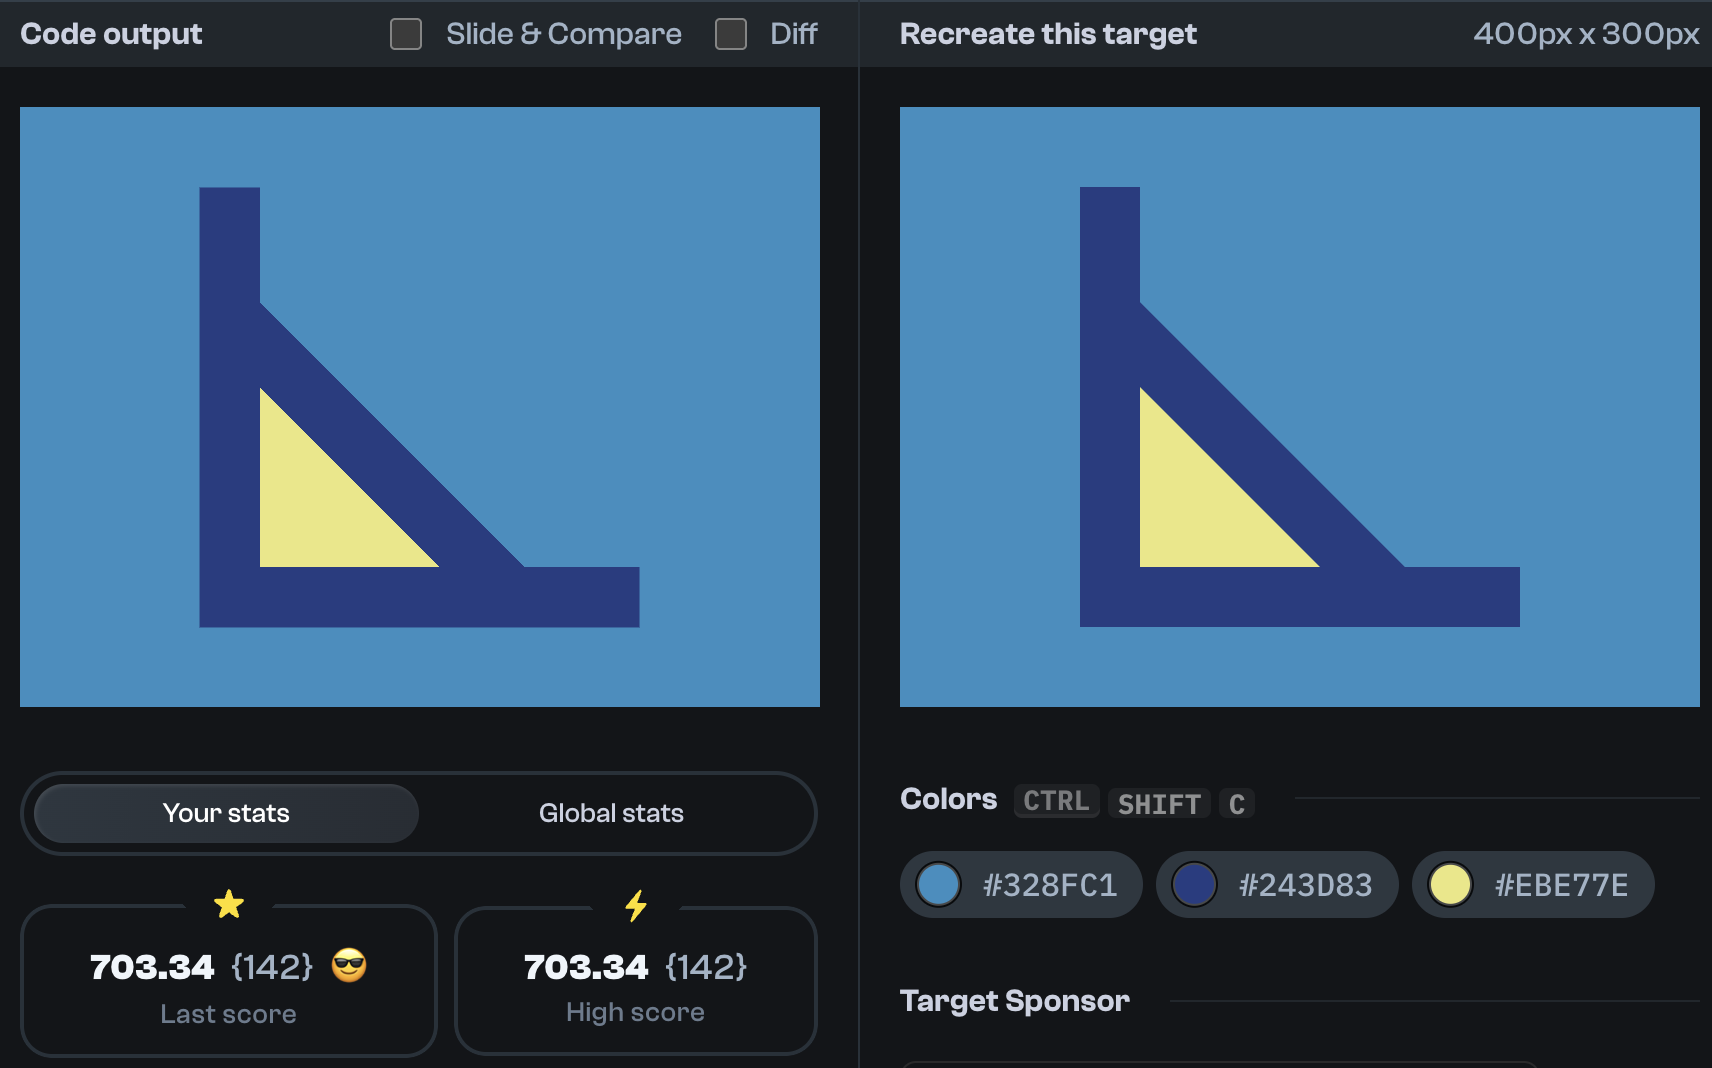 Code output
Slide & Compare
Diff
Recreate this target
400px x 300px
Your stats
Global stats
703.34 {142}
Last score
703.34 {142}
High score
Colors CTRL SHIFT C
#328FC1
#243D83
#EBE77E
Target Sponsor